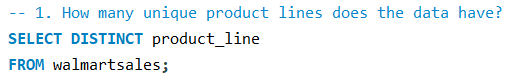 -- 1. How many unique product lines does the data have?
SELECT DISTINCT product_line
FROM walmartsales;